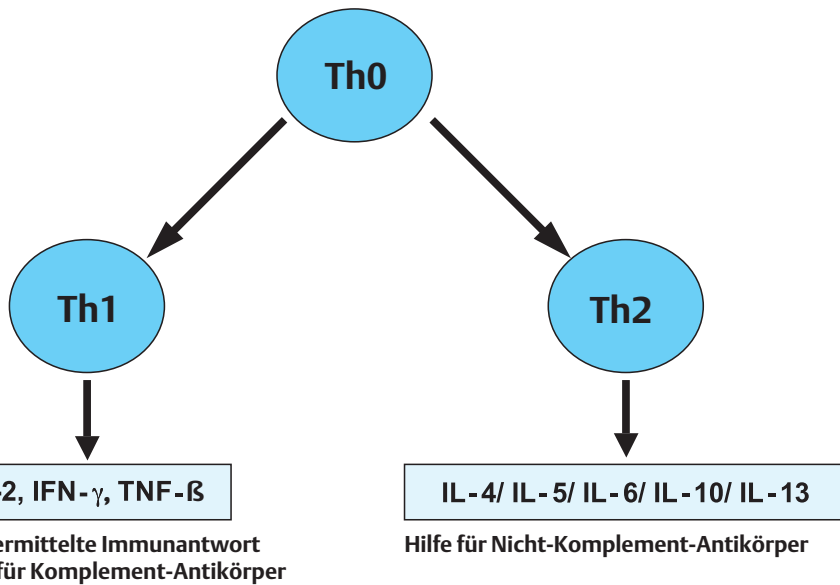 Th0
Th1
Th2
-2, IFN-γ, TNF-ß
IL-4/ IL-5/ IL-6/ IL-10/ IL-13
ermittelte Immunantwort
für Komplement-Antikörper
Hilfe für Nicht-Komplement-Antikörper